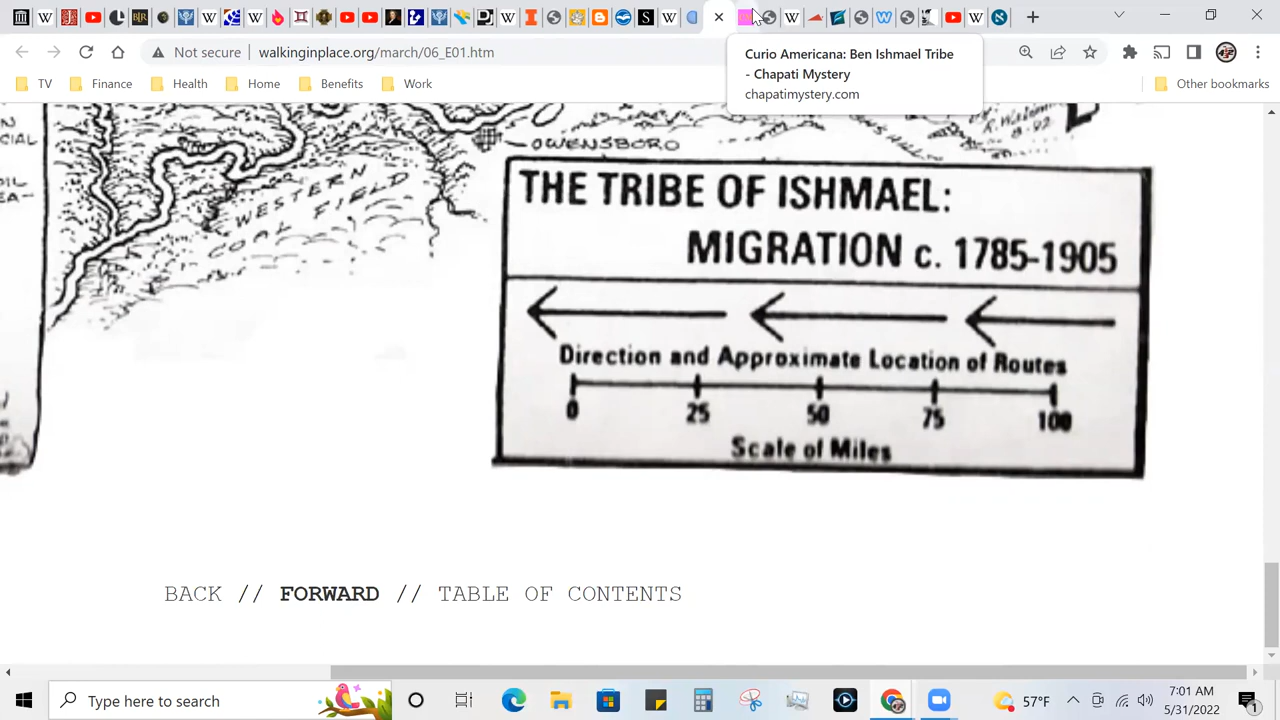 Not secure
walkinginplace.org/march/06_E01.htm
TV
Finance
Health
Home
Benefits
Work
Other bookmarks
Curio Americana: Ben Ishmael Tribe
- Chapati Mystery
chapatimystery.com
OWENSBORO
WESTERN
COAL FIELD
THE TRIBE OF ISHMAEL:
MIGRATION c. 1785-1905
Direction and Approximate Location of Routes
0 25 50 75 100
Scale of Miles
BACK // FORWARD // TABLE OF CONTENTS
Type here to search
57°F
7:01 AM
5/31/2022
1